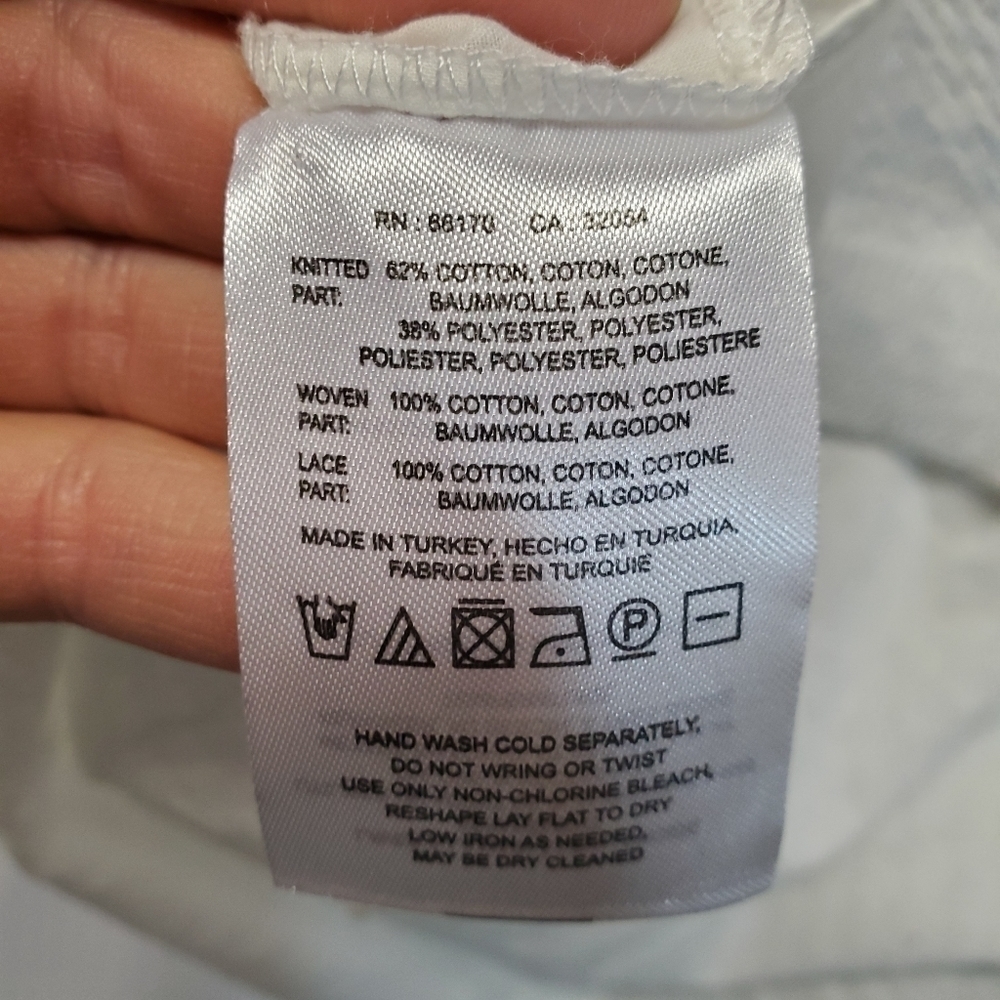 RN : 66170 CA : 32054
KNITTED 62% COTTON, COTON, COTONE,
PART: BAUMWOLLE, ALGODON
38% POLYESTER, POLYESTER,
POLIESTER, POLYESTER, POLIESTERE
WOVEN 100% COTTON, COTON, COTONE,
PART: BAUMWOLLE, ALGODON
LACE 100% COTTON, COTON, COTONE,
PART: BAUMWOLLE, ALGODON
MADE IN TURKEY, HECHO EN TURQUIA,
FABRIQUÉ EN TURQUIE
P
HAND WASH COLD SEPARATELY,
DO NOT WRING OR TWIST
USE ONLY NON-CHLORINE BLEACH,
RESHAPE LAY FLAT TO DRY
LOW IRON AS NEEDED,
MAY BE DRY CLEANED